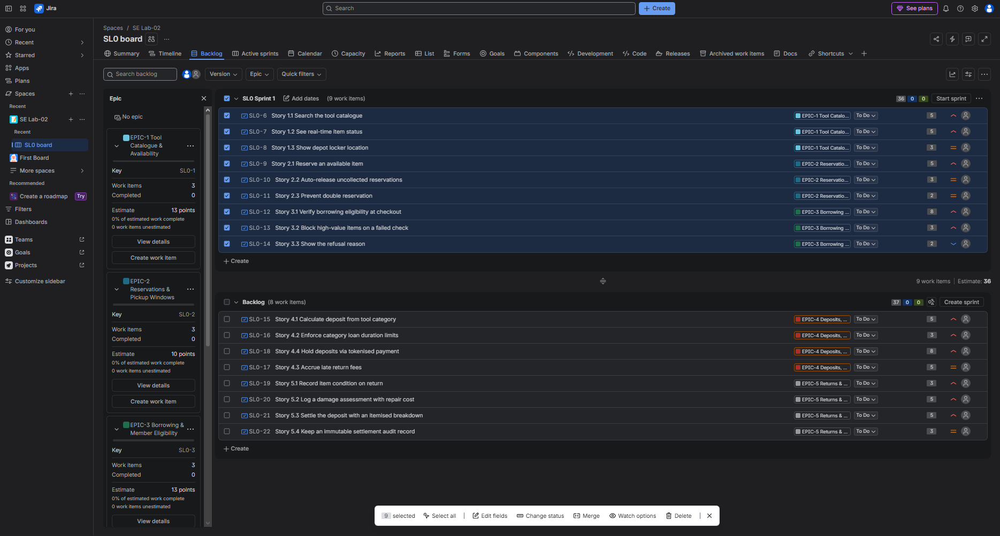 Jira
Search
Create
See plans
For you
Recent
Starred
Apps
Plans
Spaces
Recent
SE Lab-02
Recent
SL0 board
First Board
More spaces
Recommended
Create a roadmap Try
Filters
Dashboards
Teams
Goals
Projects
Customize sidebar
Spaces / SE Lab-02
SL0 board
Summary Timeline Backlog Active sprints Calendar Capacity Reports List Forms Goals Components Development Code Releases Archived work items Docs Shortcuts
Search backlog Version Epic Quick filters
Epic
No epic
EPIC-1 Tool
Catalogue &
Availability
Key SL0-1
Work items 3
Completed 0
Estimate 13 points
0% of estimated work complete
0 work items unestimated
View details
Create work item
EPIC-2
Reservations &
Pickup Windows
Key SL0-2
Work items 3
Completed 0
Estimate 10 points
0% of estimated work complete
0 work items unestimated
View details
Create work item
EPIC-3 Borrowing &
Member Eligibility
Key SL0-3
Work items 3
Completed 0
Estimate 13 points
0% of estimated work complete
0 work items unestimated
View details
SL0 Sprint 1 Add dates (9 work items) 36 0 0 Start sprint
SL0-6 Story 1.1 Search the tool catalogue EPIC-1 Tool Catalo... To Do 5
SL0-7 Story 1.2 See real-time item status EPIC-1 Tool Catalo... To Do 5
SL0-8 Story 1.3 Show depot locker location EPIC-1 Tool Catalo... To Do 3
SL0-9 Story 2.1 Reserve an available item EPIC-2 Reservatio... To Do 5
SL0-10 Story 2.2 Auto-release uncollected reservations EPIC-2 Reservatio... To Do 3
SL0-11 Story 2.3 Prevent double reservation EPIC-2 Reservatio... To Do 2
SL0-12 Story 3.1 Verify borrowing eligibility at checkout EPIC-3 Borrowing ... To Do 8
SL0-13 Story 3.2 Block high-value items on a failed check EPIC-3 Borrowing ... To Do 3
SL0-14 Story 3.3 Show the refusal reason EPIC-3 Borrowing ... To Do 2
Create
9 work items Estimate: 36
Backlog (8 work items) 37 0 0 Create sprint
SL0-15 Story 4.1 Calculate deposit from tool category EPIC-4 Deposits, ... To Do 5
SL0-16 Story 4.2 Enforce category loan duration limits EPIC-4 Deposits, ... To Do 3
SL0-18 Story 4.4 Hold deposits via tokenised payment EPIC-4 Deposits, ... To Do 8
SL0-17 Story 4.3 Accrue late return fees EPIC-4 Deposits, ... To Do 5
SL0-19 Story 5.1 Record item condition on return EPIC-5 Returns & ... To Do 3
SL0-20 Story 5.2 Log a damage assessment with repair cost EPIC-5 Returns & ... To Do 5
SL0-21 Story 5.3 Settle the deposit with an itemised breakdown EPIC-5 Returns & ... To Do 5
SL0-22 Story 5.4 Keep an immutable settlement audit record EPIC-5 Returns & ... To Do 3
Create
9 selected Select all Edit fields Change status Merge Watch options Delete